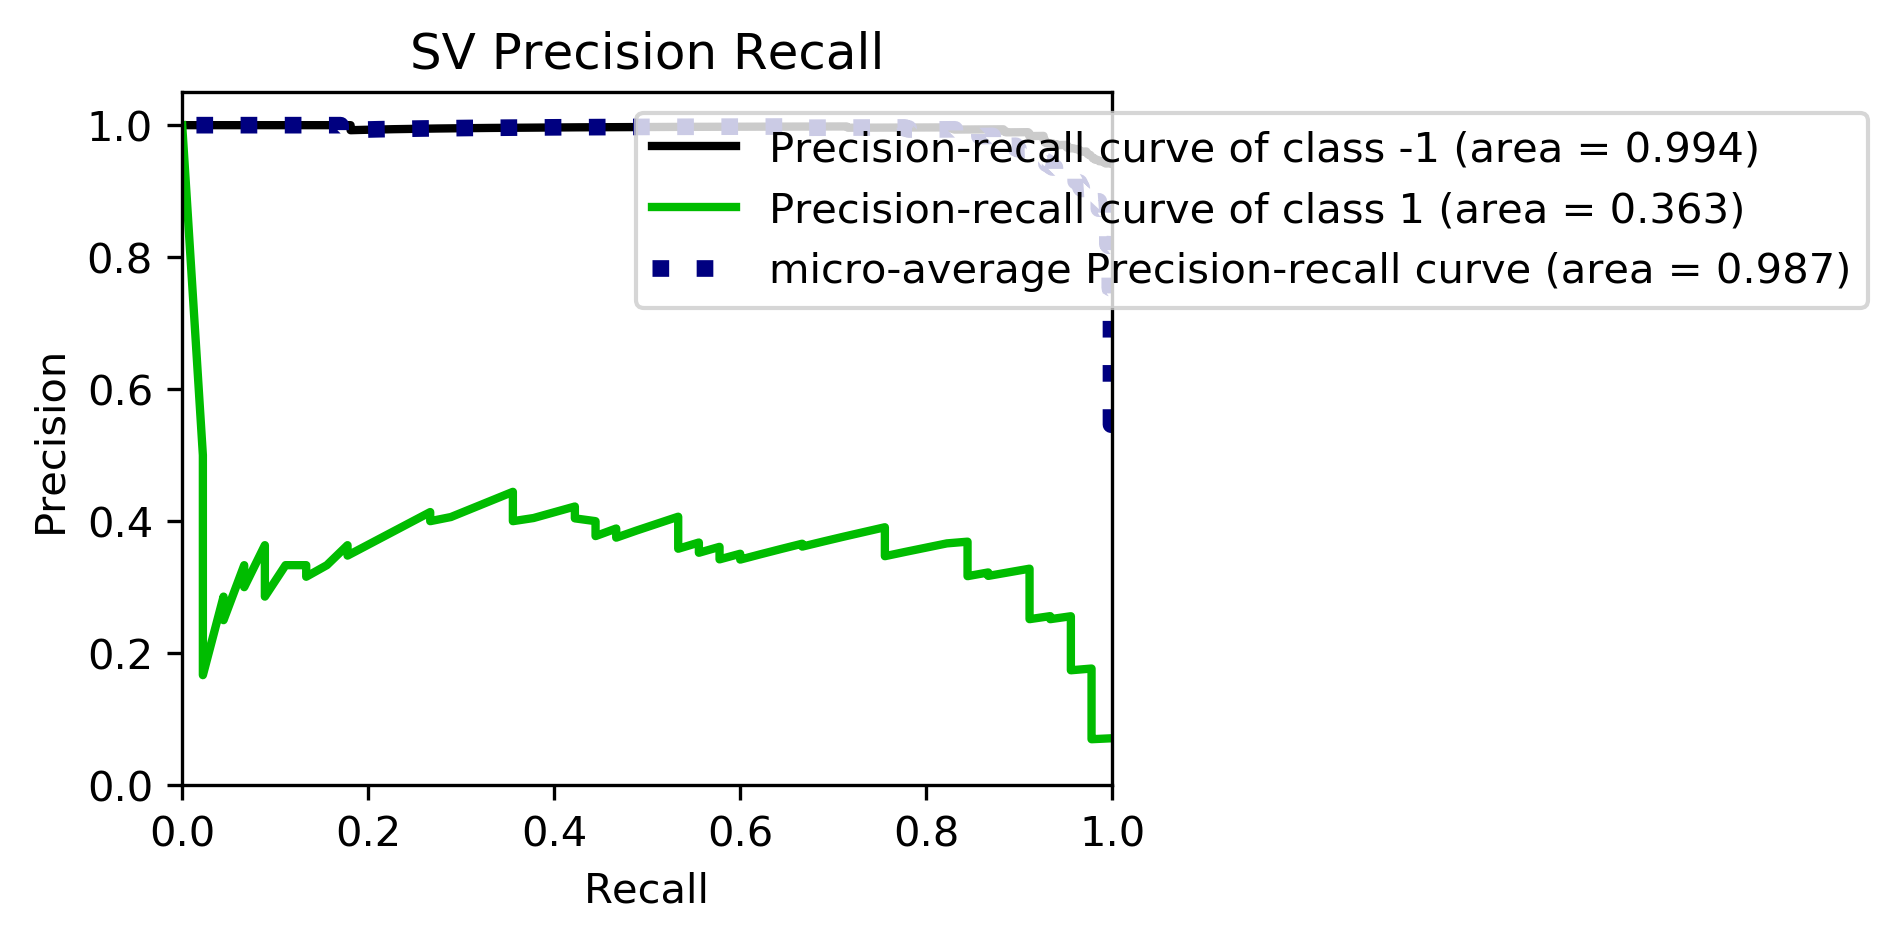 SV Precision Recall
Precision-recall curve of class -1 (area = 0.994)
Precision-recall curve of class 1 (area = 0.363)
micro-average Precision-recall curve (area = 0.987)
Precision
1.0
0.8
0.6
0.4
0.2
0.0
0.0 0.2 0.4 0.6 0.8 1.0
Recall